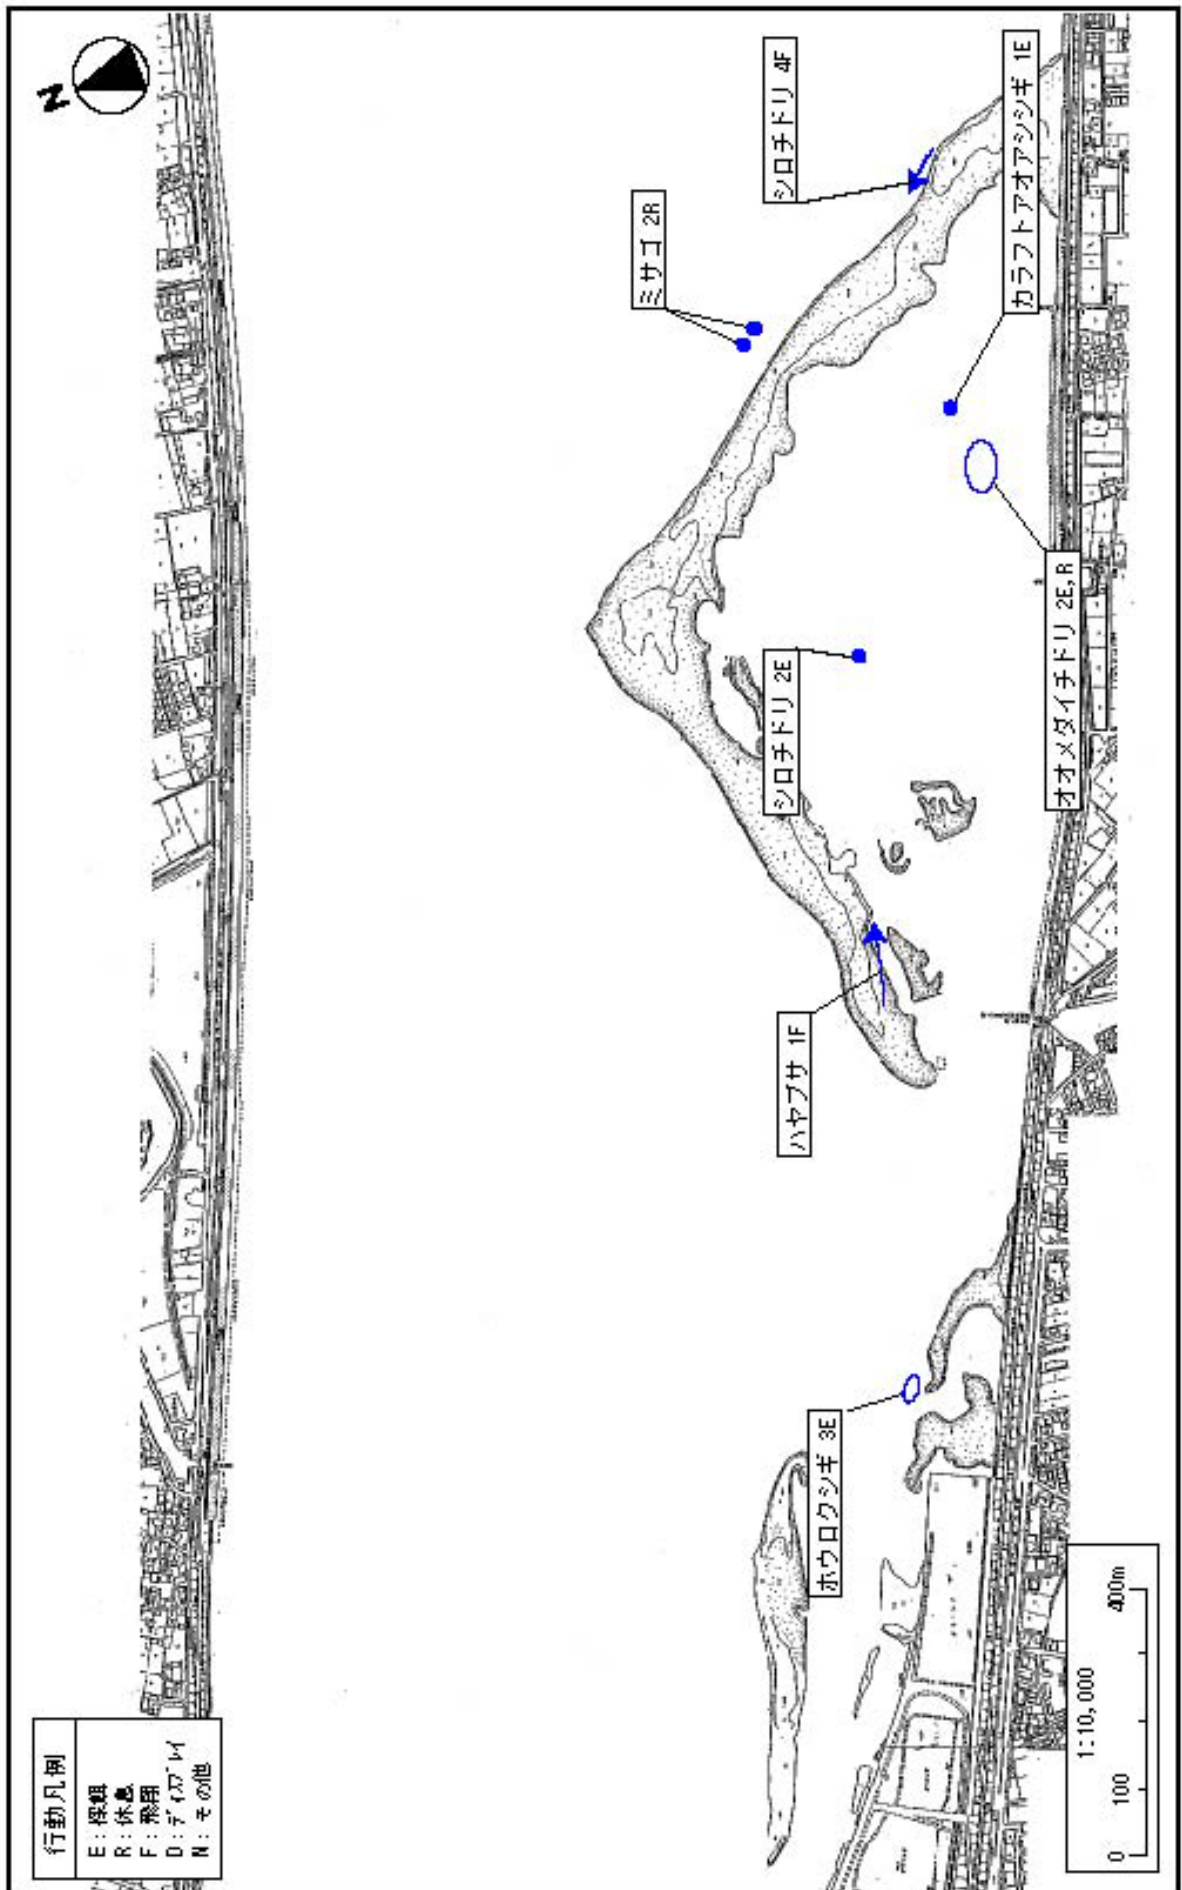 行動凡例
E：採餌
R：休息
F：飛翔
D：ディスプレイ
N：その他
N
シロチドリ 4F
カラフトアオアシシギ 1E
ミサゴ 2R
オオメダイチドリ 2E,R
シロチドリ 2E
ハヤブサ 1F
ホウロクシギ 3E
1:10,000
0 100 400m